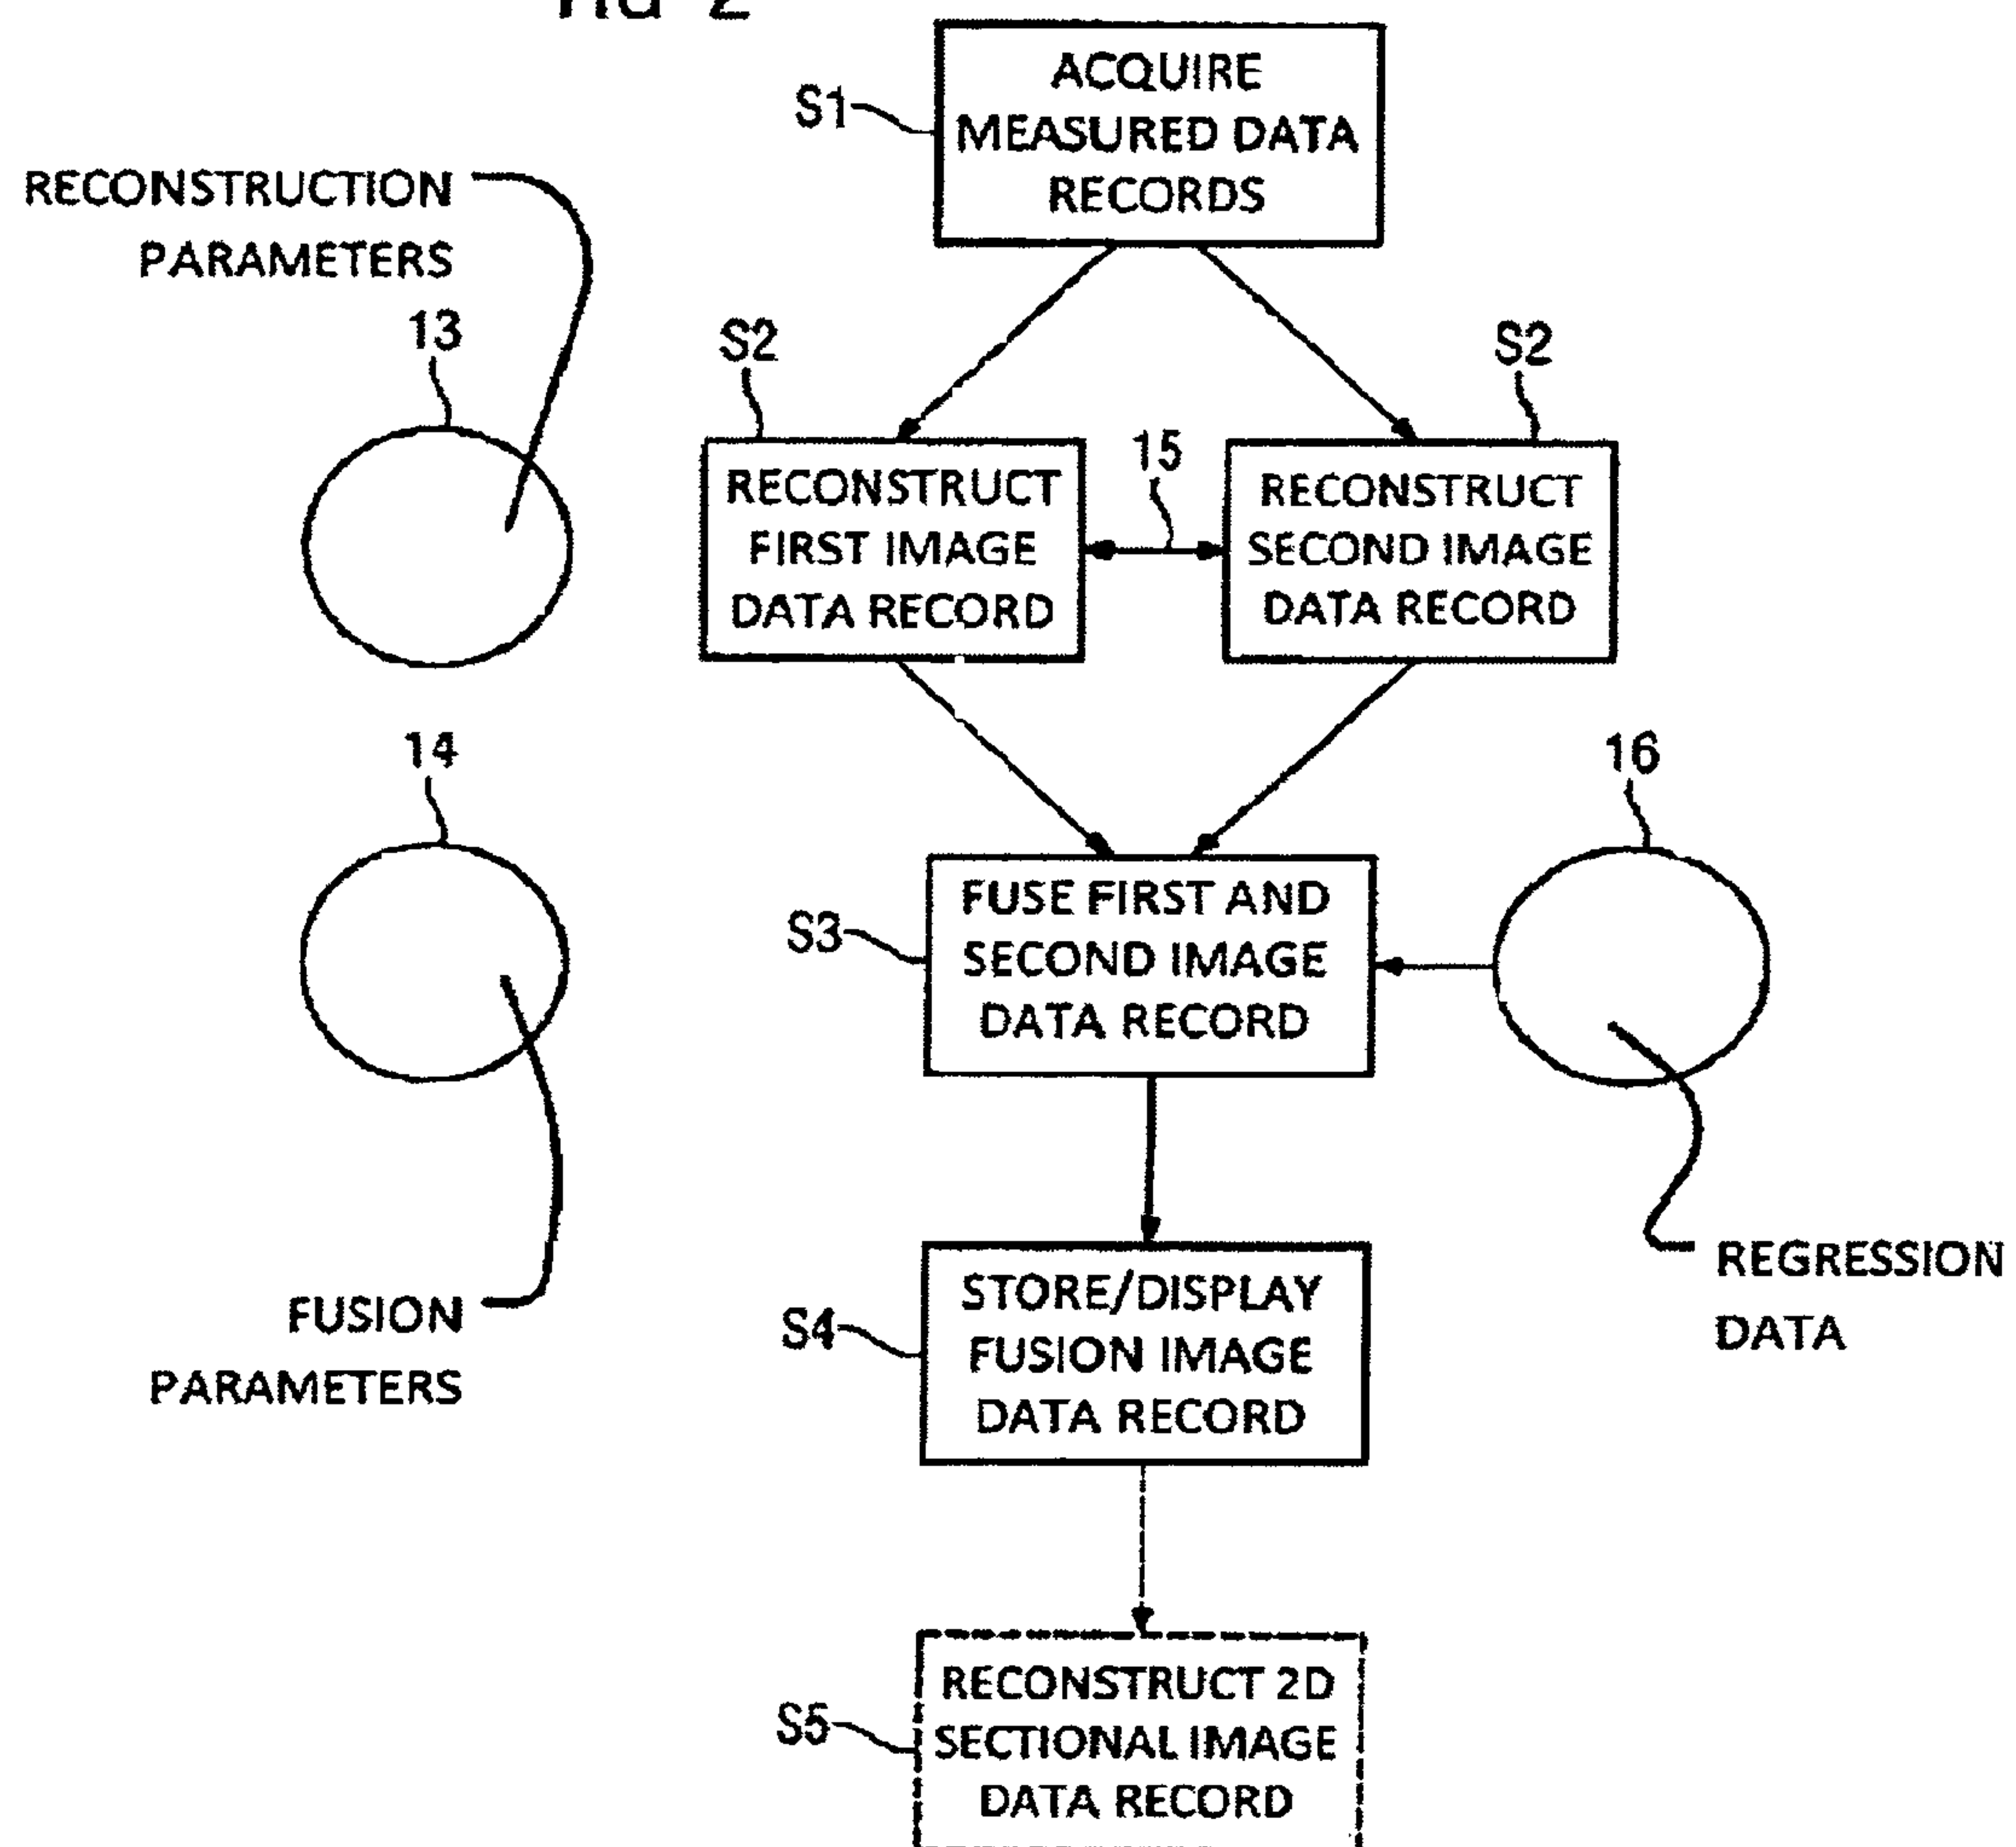 S1
ACQUIRE
MEASURED DATA
RECORDS
RECONSTRUCTION
PARAMETERS
13
S2
S2
RECONSTRUCT
FIRST IMAGE
DATA RECORD
15
RECONSTRUCT
SECOND IMAGE
DATA RECORD
14
16
S3
FUSE FIRST AND
SECOND IMAGE
DATA RECORD
FUSION
PARAMETERS
REGRESSION
DATA
S4
STORE/DISPLAY
FUSION IMAGE
DATA RECORD
S5
RECONSTRUCT 2D
SECTIONAL IMAGE
DATA RECORD